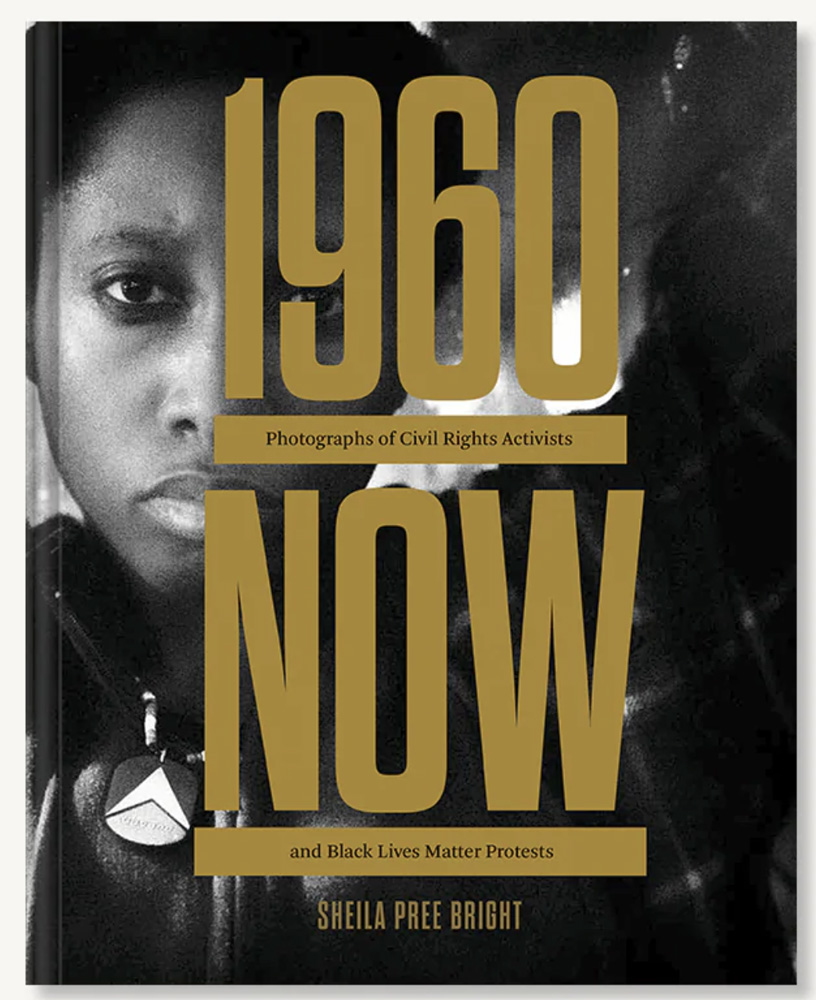 1960
Photographs of Civil Rights Activists
NOW
and Black Lives Matter Protests
SHEILA PREE BRIGHT